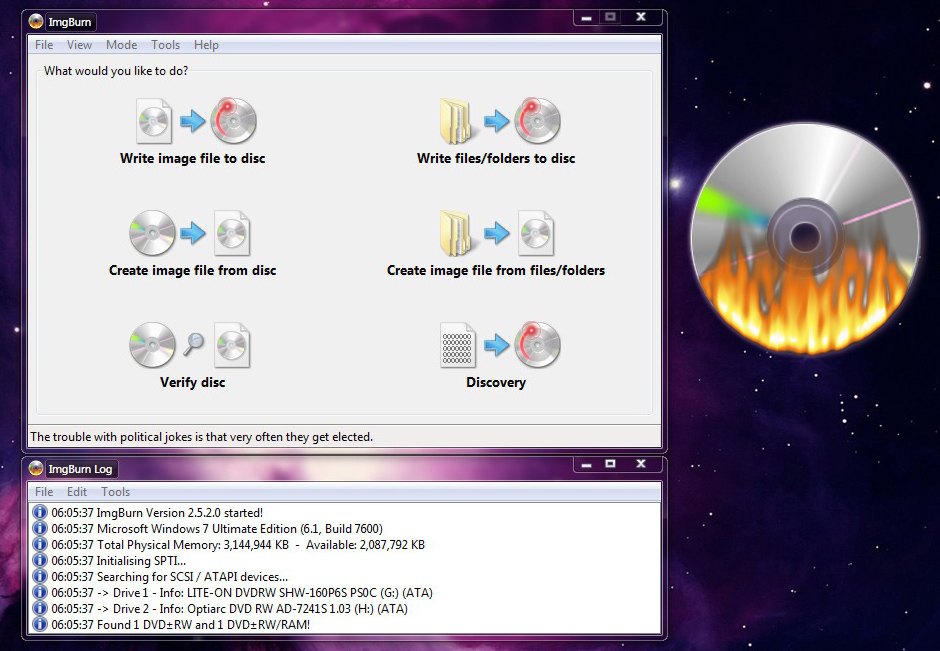 ImgBurn
File View Mode Tools Help
What would you like to do?
Write image file to disc
Write files/folders to disc
Create image file from disc
Create image file from files/folders
Verify disc
Discovery
The trouble with political jokes is that very often they get elected.
ImgBurn Log
File Edit Tools
06:05:37 ImgBurn Version 2.5.2.0 started!
06:05:37 Microsoft Windows 7 Ultimate Edition (6.1, Build 7600)
06:05:37 Total Physical Memory: 3,144,944 KB - Available: 2,087,792 KB
06:05:37 Initialising SPTI...
06:05:37 Searching for SCSI / ATAPI devices...
06:05:37 -> Drive 1 - Info: LITE-ON DVDRW SHW-160P6S PS0C (G:) (ATA)
06:05:37 -> Drive 2 - Info: Optiarc DVD RW AD-7241S 1.03 (H:) (ATA)
06:05:37 Found 1 DVD±RW and 1 DVD±RW/RAM!